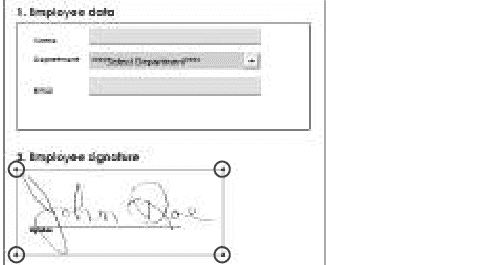 1. Employee data
Name
Department ****Select Department****
Email
2. Employee signature
John Doe